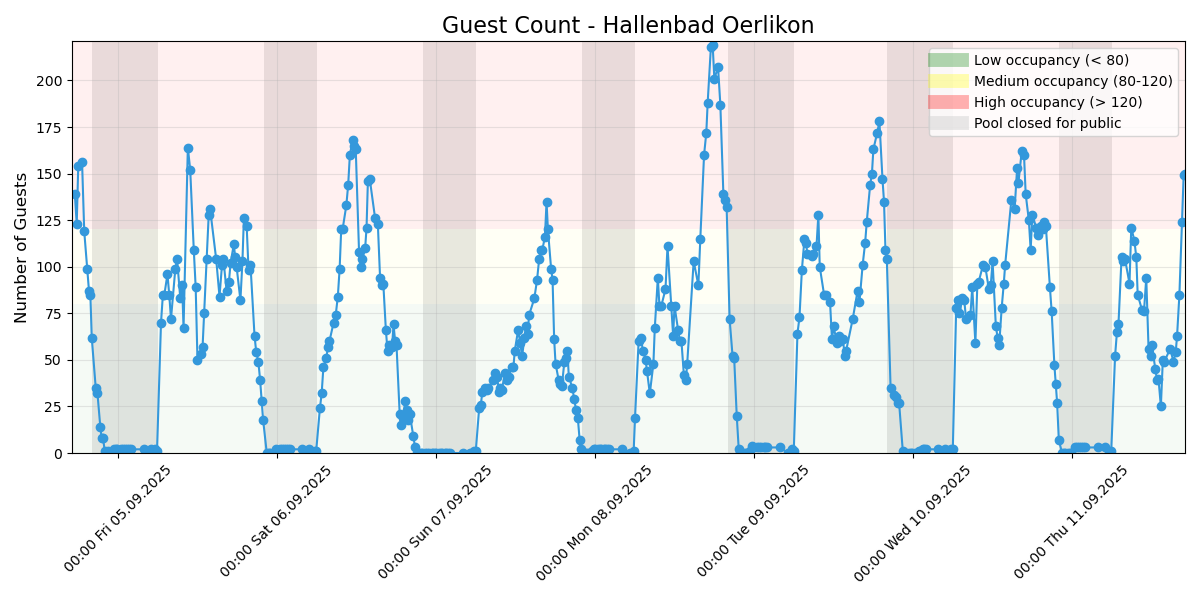 Guest Count - Hallenbad Oerlikon
Low occupancy (< 80)
Medium occupancy (80-120)
High occupancy (> 120)
Pool closed for public
Number of Guests
200
175
150
125
100
75
50
25
0
00:00 Fri 05.09.2025
00:00 Sat 06.09.2025
00:00 Sun 07.09.2025
00:00 Mon 08.09.2025
00:00 Tue 09.09.2025
00:00 Wed 10.09.2025
00:00 Thu 11.09.2025